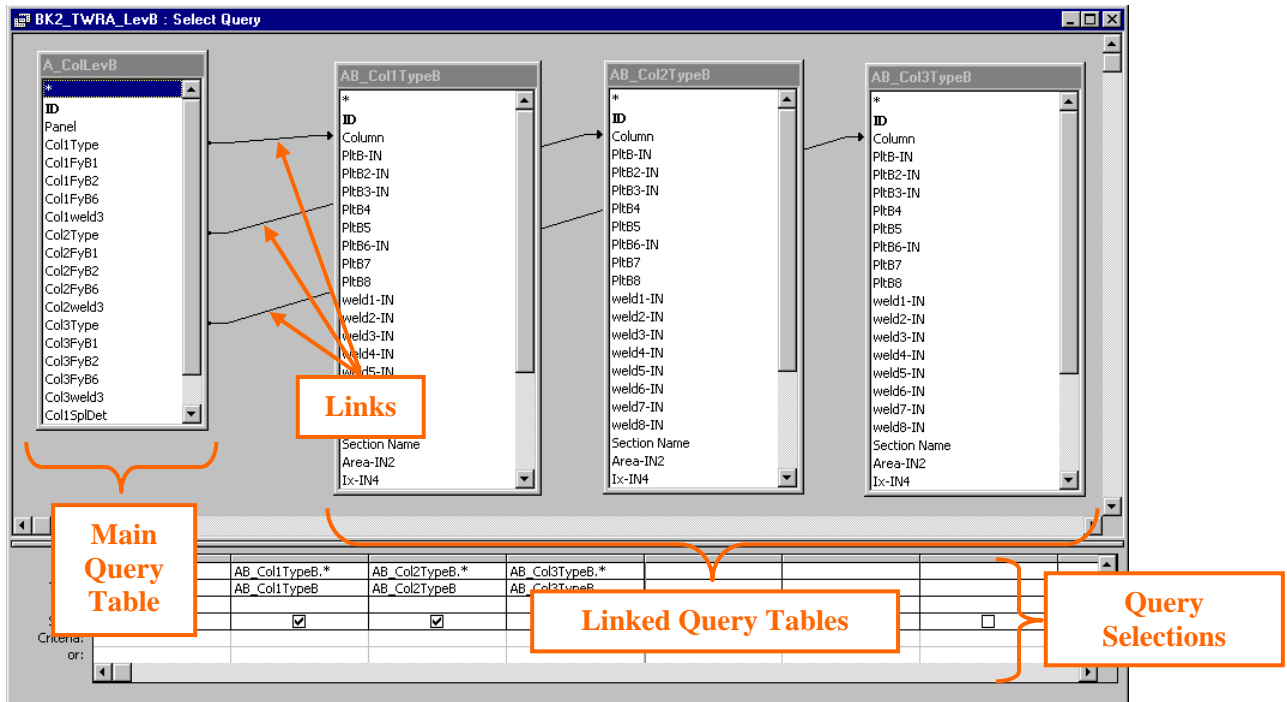 BK2_TWRA_LevB : Select Query
A_ColLevB
*
ID
Panel
Col1Type
Col1FyB1
Col1FyB2
Col1FyB6
Col1weld3
Col2Type
Col2FyB1
Col2FyB2
Col2FyB6
Col2weld3
Col3Type
Col3FyB1
Col3FyB2
Col3FyB6
Col3weld3
Col1SplDet
AB_Col1TypeB
*
ID
Column
PltB-IN
PltB2-IN
PltB3-IN
PltB4
PltB5
PltB6-IN
PltB7
PltB8
weld1-IN
weld2-IN
weld3-IN
weld4-IN
weld5-IN
Section Name
Area-IN2
Ix-IN4
AB_Col2TypeB
*
ID
Column
PltB-IN
PltB2-IN
PltB3-IN
PltB4
PltB5
PltB6-IN
PltB7
PltB8
weld1-IN
weld2-IN
weld3-IN
weld4-IN
weld5-IN
weld6-IN
weld7-IN
weld8-IN
Section Name
Area-IN2
Ix-IN4
AB_Col3TypeB
*
ID
Column
PltB-IN
PltB2-IN
PltB3-IN
PltB4
PltB5
PltB6-IN
PltB7
PltB8
weld1-IN
weld2-IN
weld3-IN
weld4-IN
weld5-IN
weld6-IN
weld7-IN
weld8-IN
Section Name
Area-IN2
Ix-IN4
Links
Main
Query
Table
Linked Query Tables
Query
Selections
AB_Col1TypeB.* AB_Col2TypeB.* AB_Col3TypeB.*
AB_Col1TypeB AB_Col2TypeB AB_Col3TypeB
Criteria:
or: